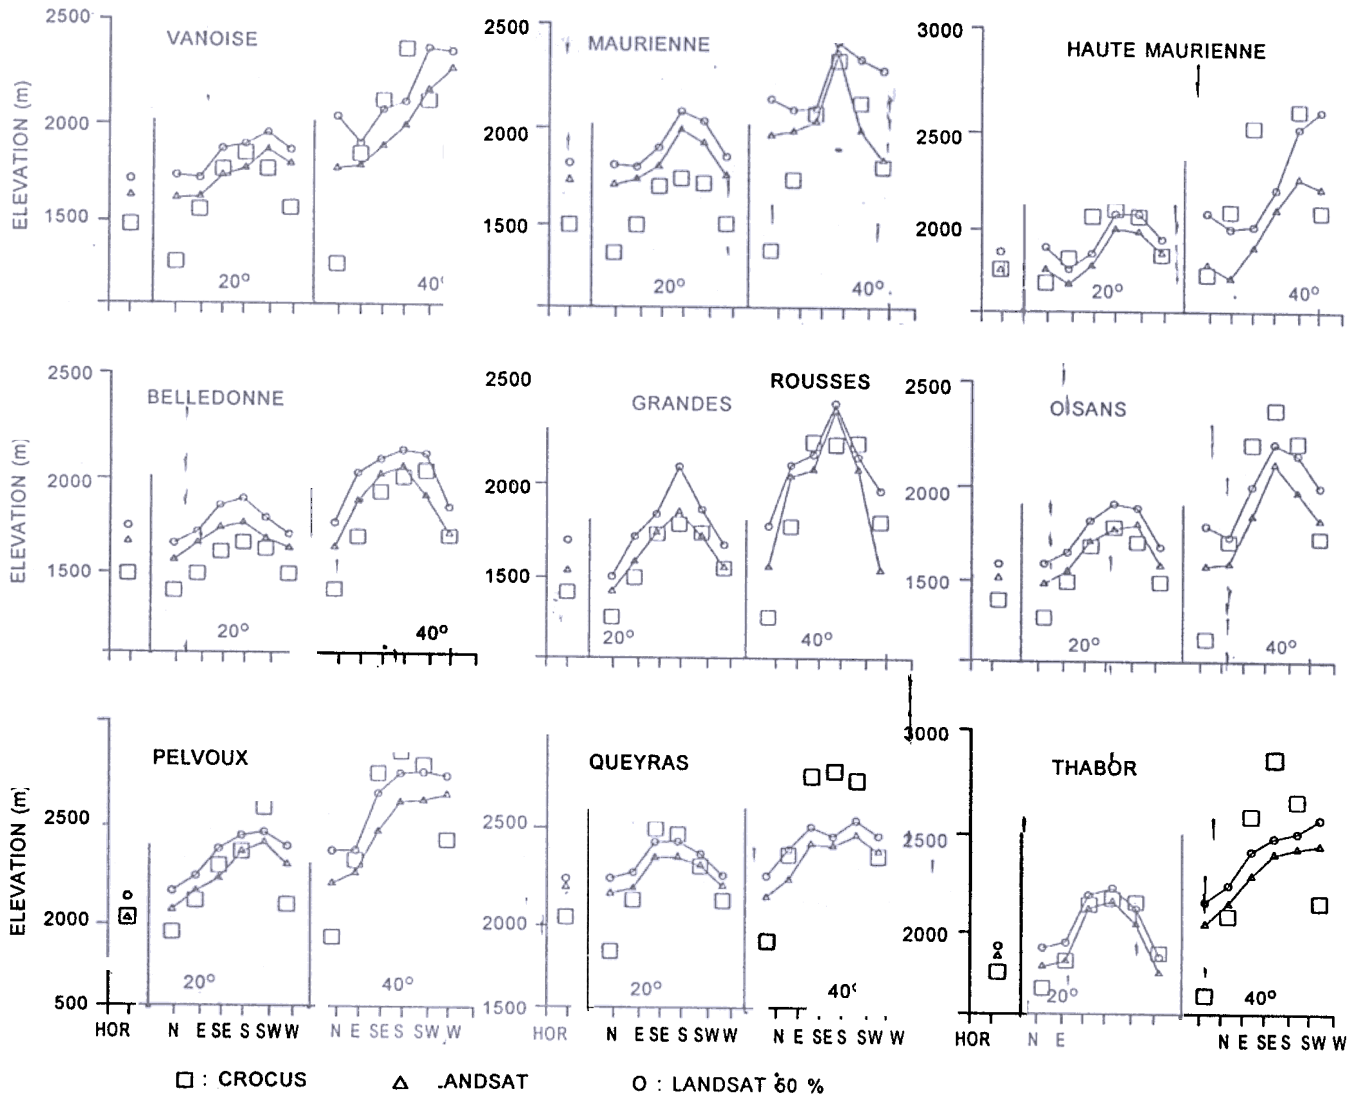 2500 VANOISE 2500 MAURIENNE 3000 HAUTE MAURIENNE
ELEVATION (m)
2000 2000 2500
1500 1500 2000
20° 40° 20° 40° 20° 40°
2500 BELLEDONNE 2500 GRANDES ROUSSES 2500 OISANS
ELEVATION (m)
2000 2000 2000
1500 1500 1500
20° 40° 20° 40° 20° 40°
PELVOUX QUEYRAS 3000 THABOR
ELEVATION (m)
2500 2500 2500
2000 2000 2000
20° 40° 20° 40° 20° 40°
500 1500
HOR N E SE S SW W N E SE S SW W HOR N E SE S SW W N E SE S SW W HOR N E N E SE S SW W
□ : CROCUS △ .ANDSAT O : LANDSAT 60 %